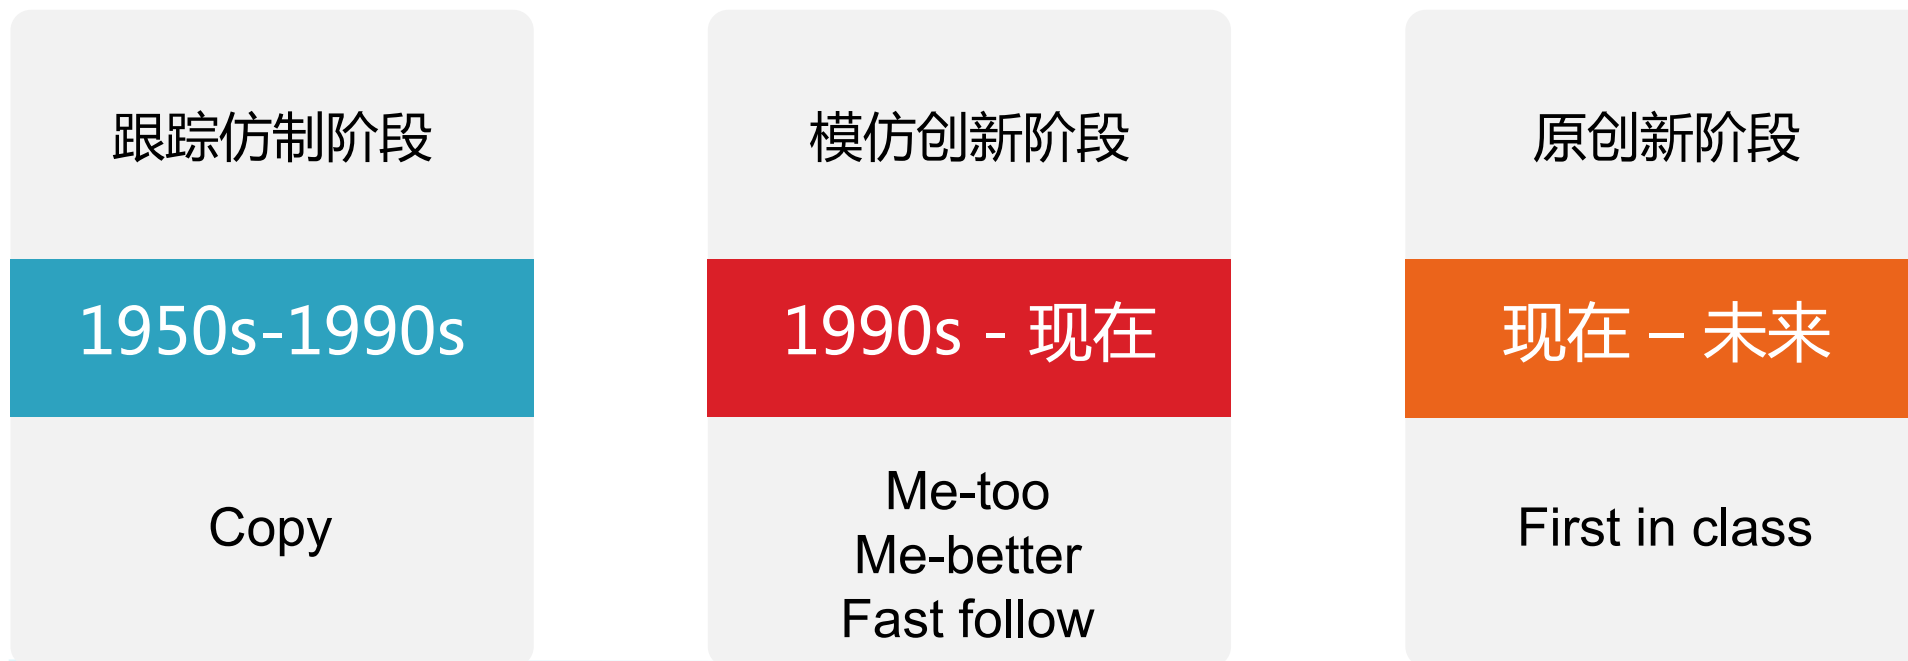 跟踪仿制阶段
1950s-1990s
Copy
模仿创新阶段
1990s - 现在
Me-too
Me-better
Fast follow
原创新阶段
现在 – 未来
First in class